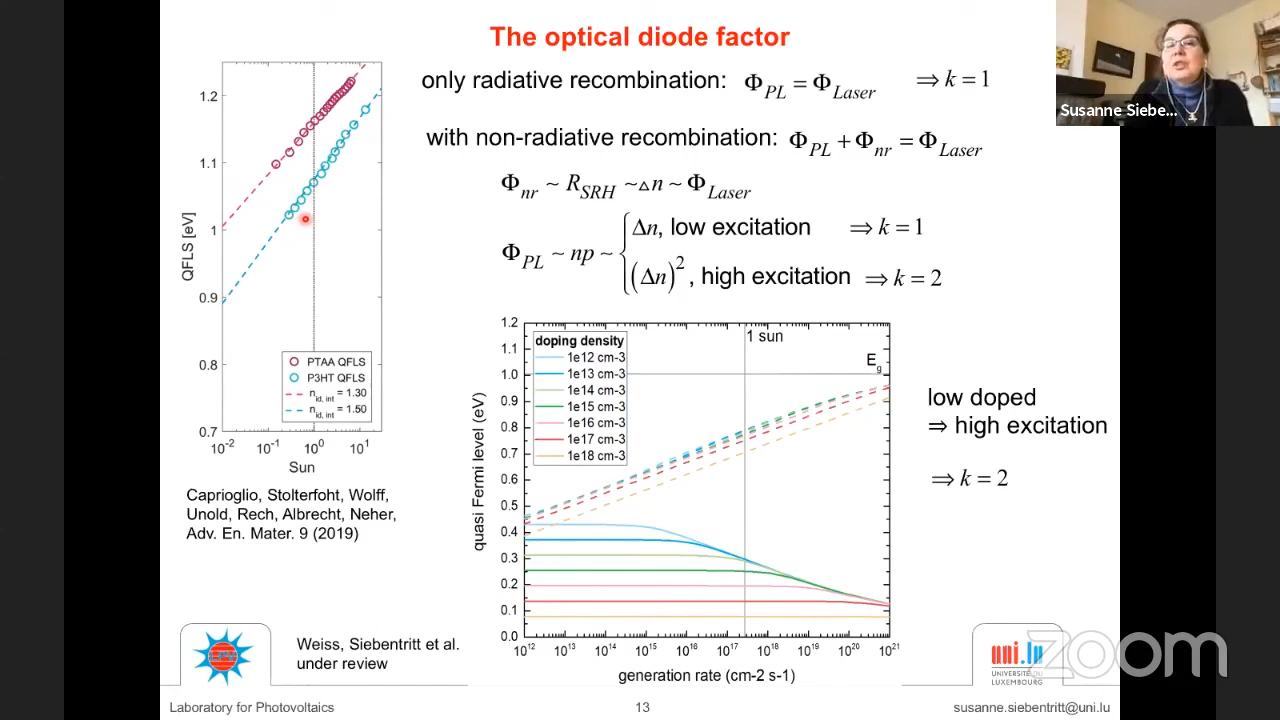 The optical diode factor
only radiative recombination: Φ_PL = Φ_Laser ⇒ k = 1
with non-radiative recombination: Φ_PL + Φ_nr = Φ_Laser
Φ_nr ~ R_SRH ~ △n ~ Φ_Laser
Φ_PL ~ np ~ { Δn, low excitation ⇒ k = 1
(Δn)², high excitation ⇒ k = 2
QFLS [eV]
1.2
1.1
1
0.9
0.8
0.7
10⁻² 10⁻¹ 10⁰ 10¹
Sun
PTAA QFLS
P3HT QFLS
n_id, int = 1.30
n_id, int = 1.50
Caprioglio, Stolterfoht, Wolff,
Unold, Rech, Albrecht, Neher,
Adv. En. Mater. 9 (2019)
quasi Fermi level (eV)
1.2
1.1
1.0
0.9
0.8
0.7
0.6
0.5
0.4
0.3
0.2
0.1
0.0
doping density
1e12 cm-3
1e13 cm-3
1e14 cm-3
1e15 cm-3
1e16 cm-3
1e17 cm-3
1e18 cm-3
1 sun
E_g
10¹² 10¹³ 10¹⁴ 10¹⁵ 10¹⁶ 10¹⁷ 10¹⁸ 10¹⁹ 10²⁰ 10²¹
generation rate (cm-2 s-1)
low doped
⇒ high excitation
⇒ k = 2
Weiss, Siebentritt et al.
under review
uni.lu
UNIVERSITÉ DU
LUXEMBOURG
zoom
Laboratory for Photovoltaics
13
susanne.siebentritt@uni.lu
Susanne Siebe...